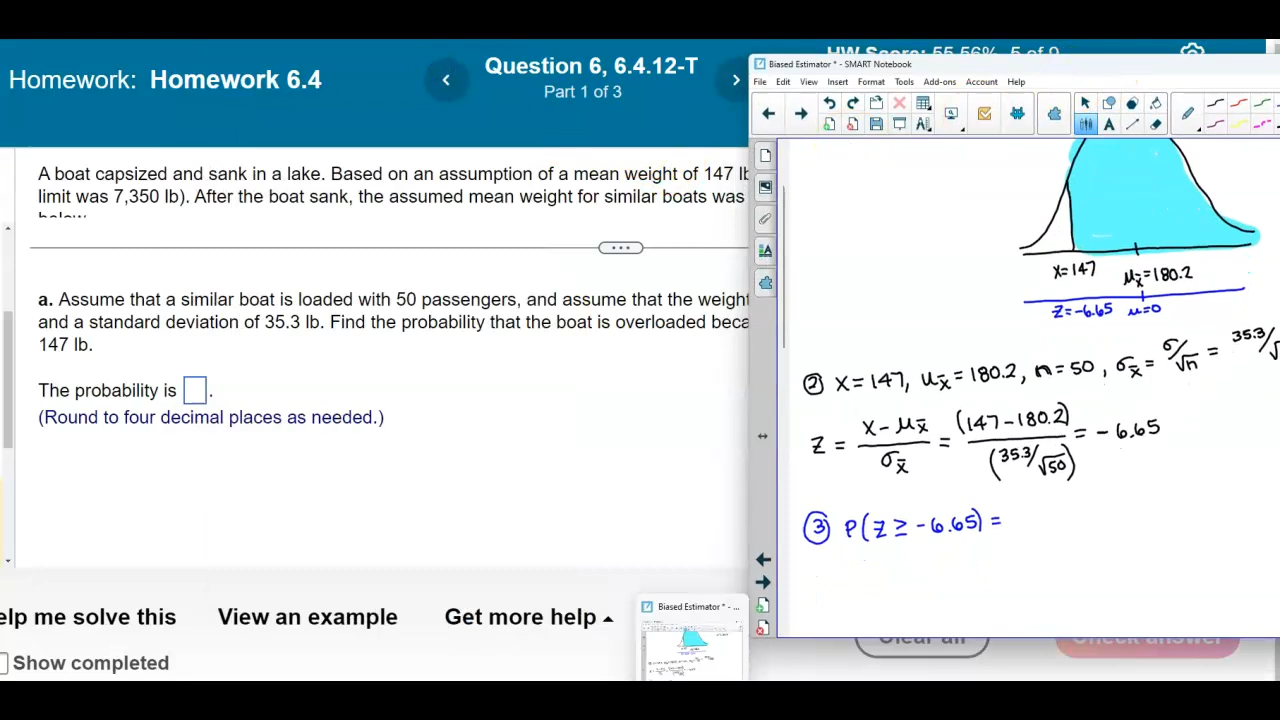 HW Score: 55.56%, 5 of 9
Homework: Homework 6.4
Question 6, 6.4.12-T
Part 1 of 3
A boat capsized and sank in a lake. Based on an assumption of a mean weight of 147 lb
limit was 7,350 lb). After the boat sank, the assumed mean weight for similar boats was
below.
a. Assume that a similar boat is loaded with 50 passengers, and assume that the weight
and a standard deviation of 35.3 lb. Find the probability that the boat is overloaded beca
147 lb.
The probability is .
(Round to four decimal places as needed.)
elp me solve this View an example Get more help
Show completed
Clear all
Check answer
Biased Estimator * - ...
Biased Estimator * - SMART Notebook
File Edit View Insert Format Tools Add-ons Account Help
x=147 μx̄=180.2
z=-6.65 μ=0
② x=147, μx̄=180.2, n=50, σx̄ = σ/√n = 35.3/√
z = x-μx̄ / σx̄ = (147-180.2) / (35.3/√50) = -6.65
③ P(z ≥ -6.65) =